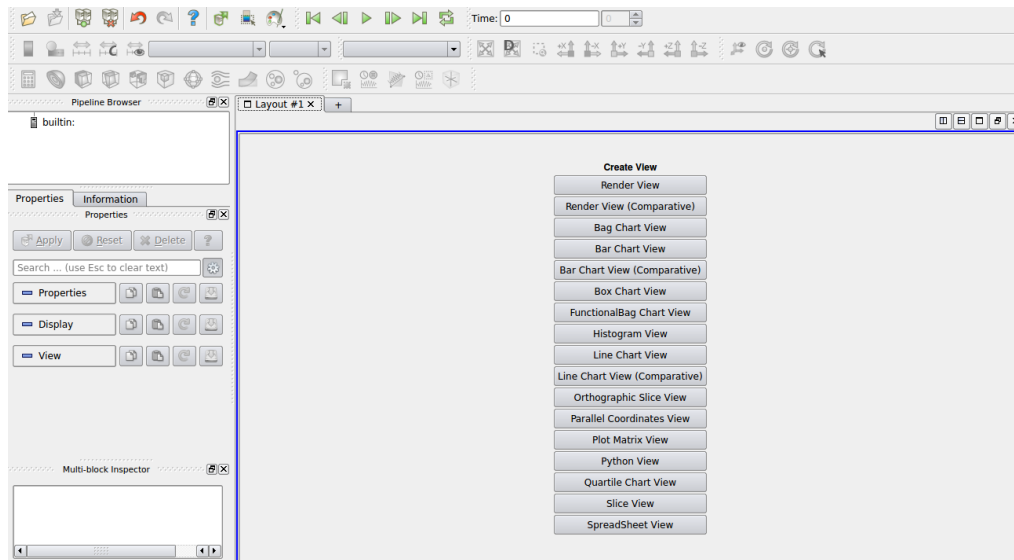 Time: 0 0
Pipeline Browser
Layout #1
builtin:
Create View
Render View
Render View (Comparative)
Bag Chart View
Bar Chart View
Bar Chart View (Comparative)
Box Chart View
FunctionalBag Chart View
Histogram View
Line Chart View
Line Chart View (Comparative)
Orthographic Slice View
Parallel Coordinates View
Plot Matrix View
Python View
Quartile Chart View
Slice View
SpreadSheet View
Properties Information
Properties
Apply Reset Delete ?
Search ... (use Esc to clear text)
Properties
Display
View
Multi-block Inspector